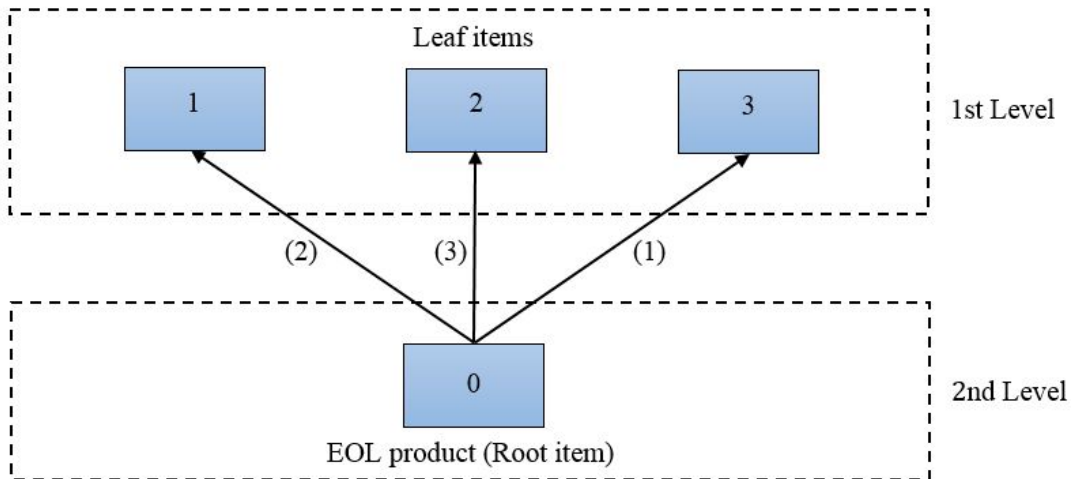 Leaf items
1
2
3
1st Level
(2)
(3)
(1)
0
2nd Level
EOL product (Root item)